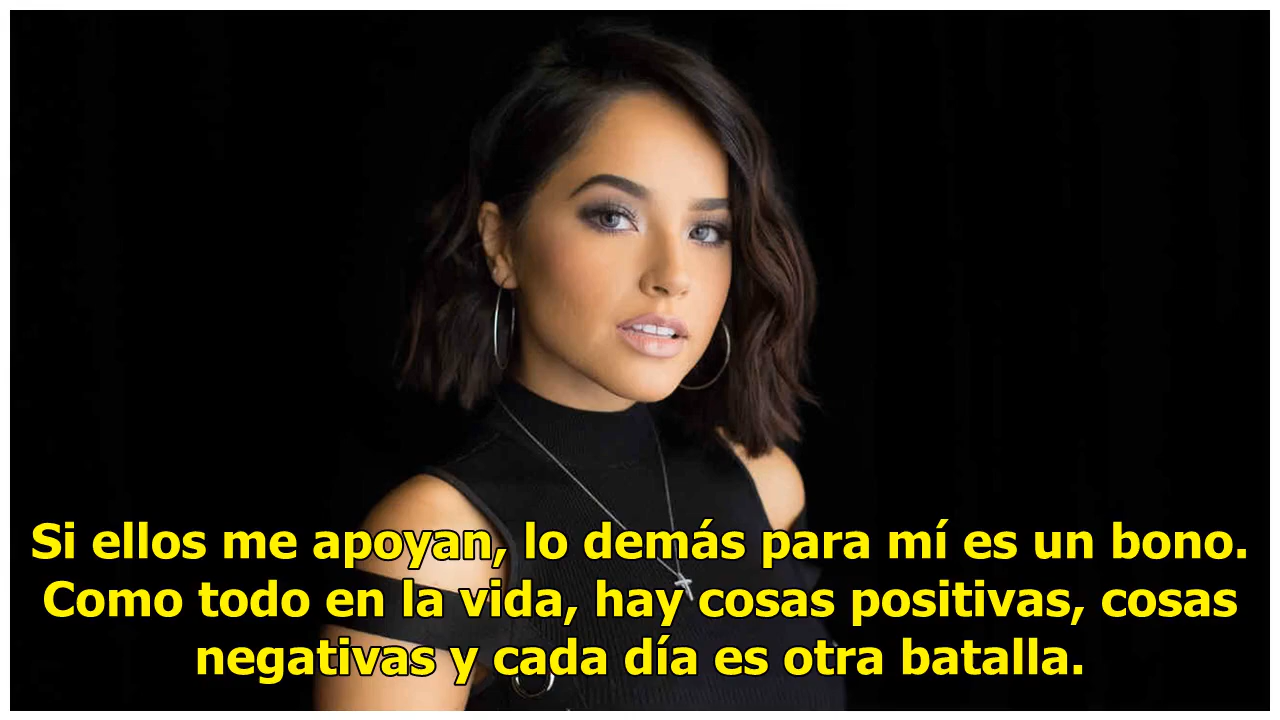 Si ellos me apoyan, lo demás para mí es un bono.
Como todo en la vida, hay cosas positivas, cosas
negativas y cada día es otra batalla.